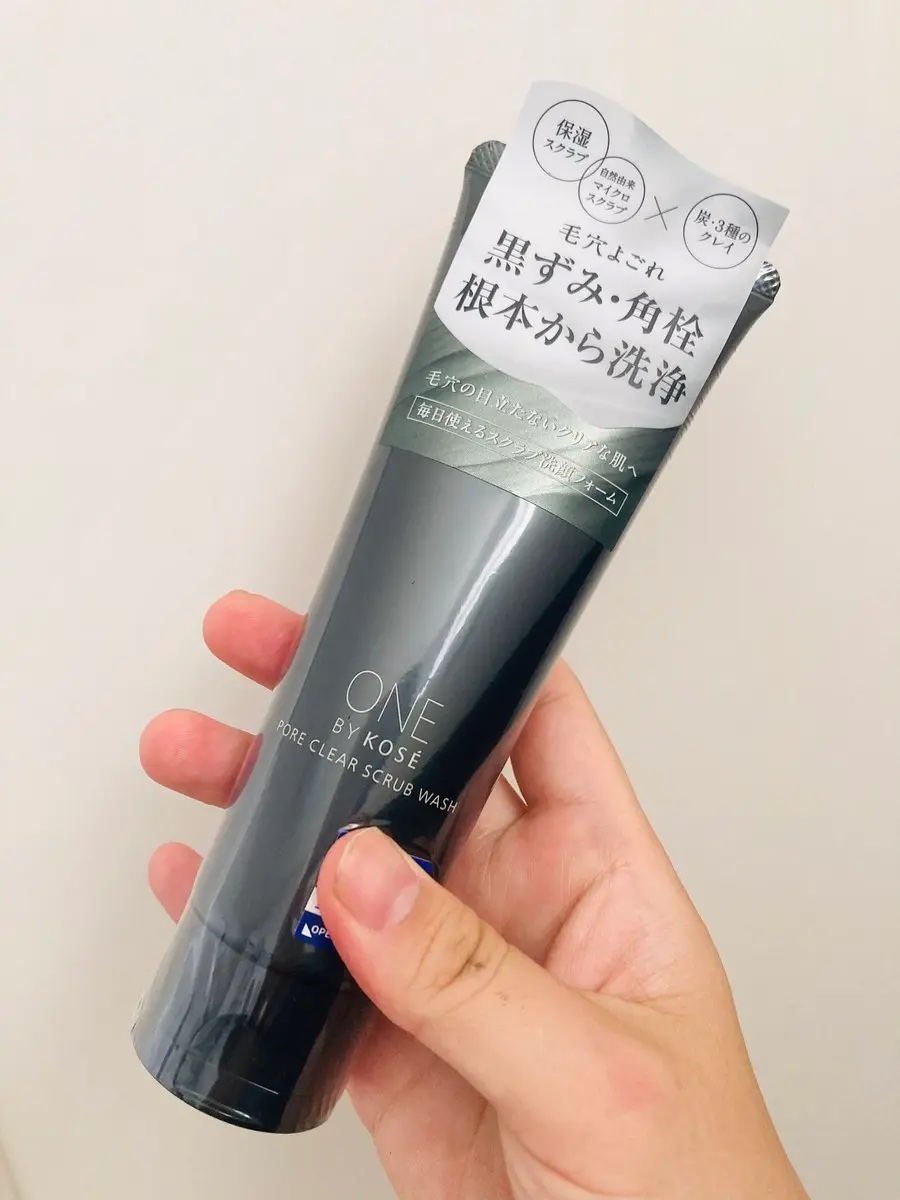 保湿
スクラブ
自然由来
マイクロ
スクラブ
×
炭・3種の
クレイ
毛穴よごれ
黒ずみ・角栓
根本から洗浄
毛穴の目立たないクリアな肌へ
毎日使えるスクラブ洗顔フォーム
ONE
BY KOSÉ
PORE CLEAR SCRUB WASH